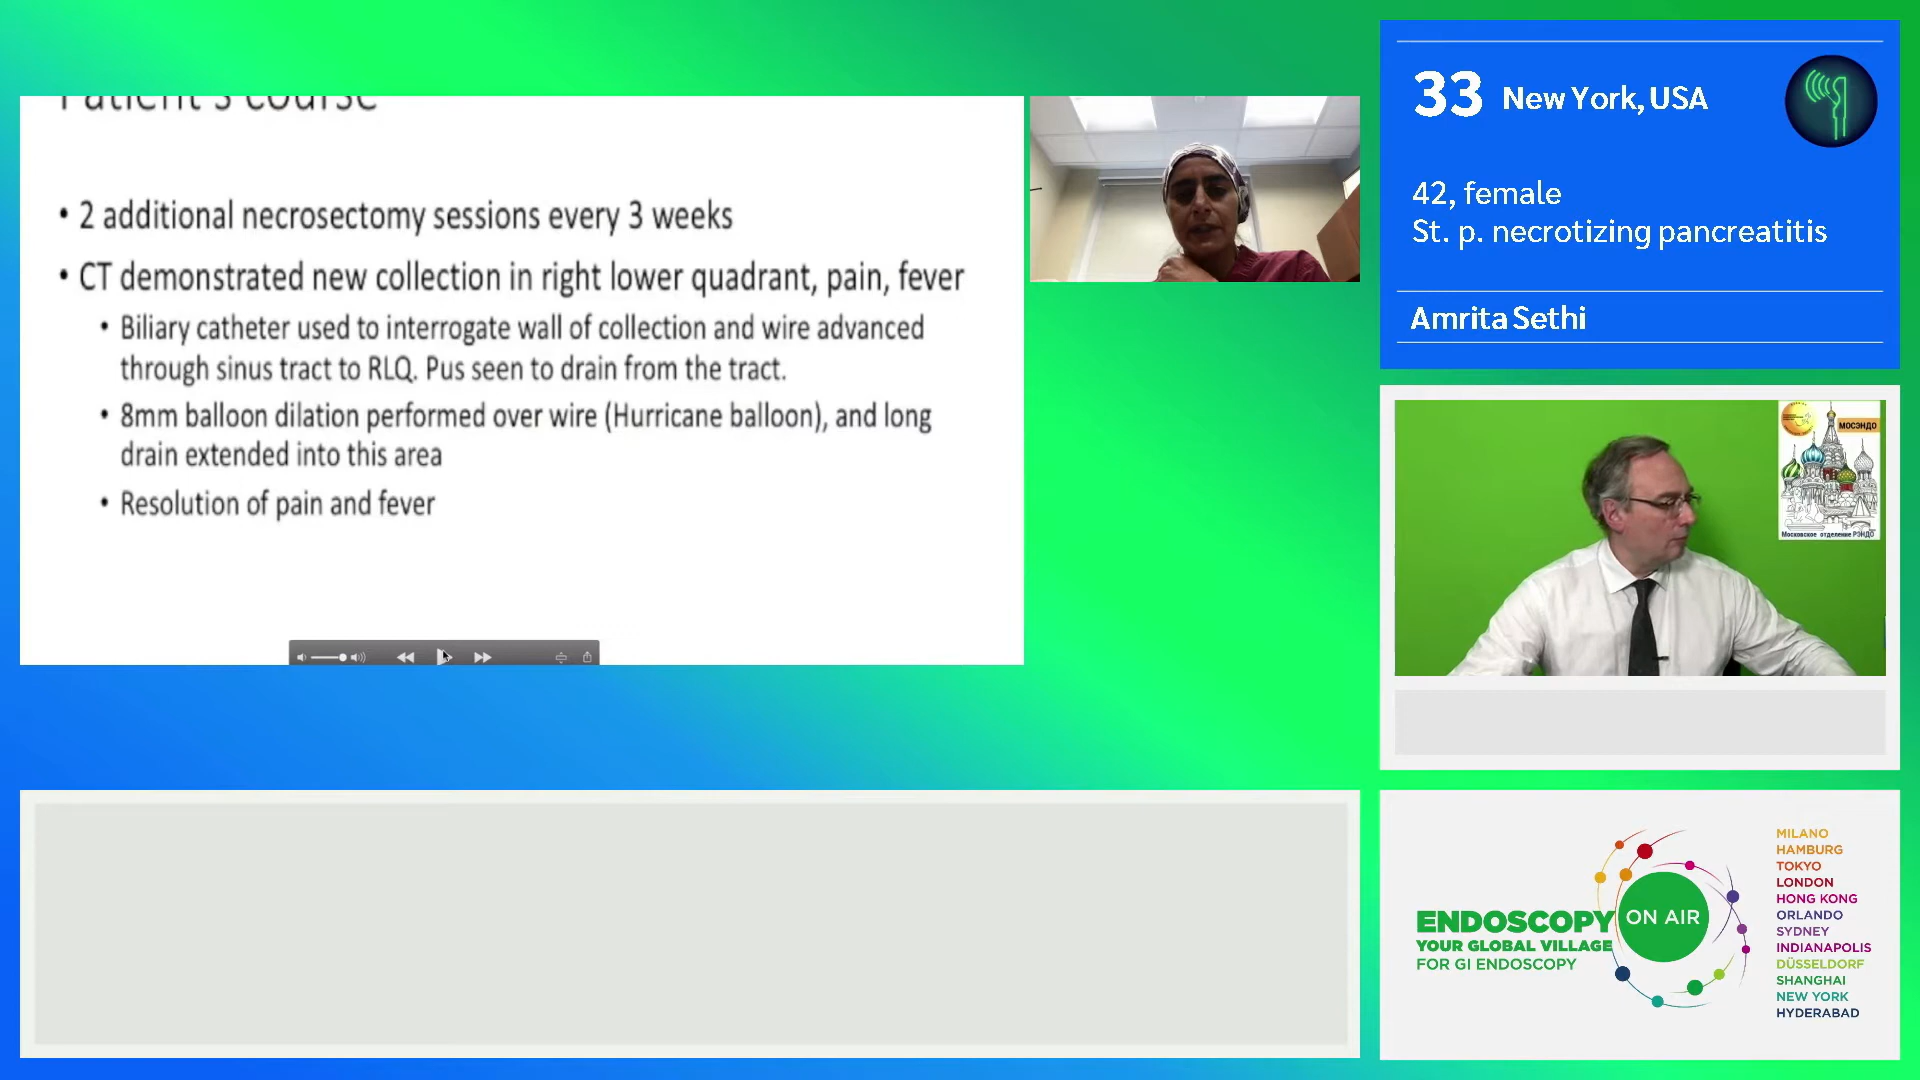 Patient's course
• 2 additional necrosectomy sessions every 3 weeks
• CT demonstrated new collection in right lower quadrant, pain, fever
• Biliary catheter used to interrogate wall of collection and wire advanced
through sinus tract to RLQ. Pus seen to drain from the tract.
• 8mm balloon dilation performed over wire (Hurricane balloon), and long
drain extended into this area
• Resolution of pain and fever
33 New York, USA
42, female
St. p. necrotizing pancreatitis
Amrita Sethi
МОСЭНДО
Московское отделение РЭНДО
ENDOSCOPY ON AIR
YOUR GLOBAL VILLAGE
FOR GI ENDOSCOPY
MILANO
HAMBURG
TOKYO
LONDON
HONG KONG
ORLANDO
SYDNEY
INDIANAPOLIS
DÜSSELDORF
SHANGHAI
NEW YORK
HYDERABAD